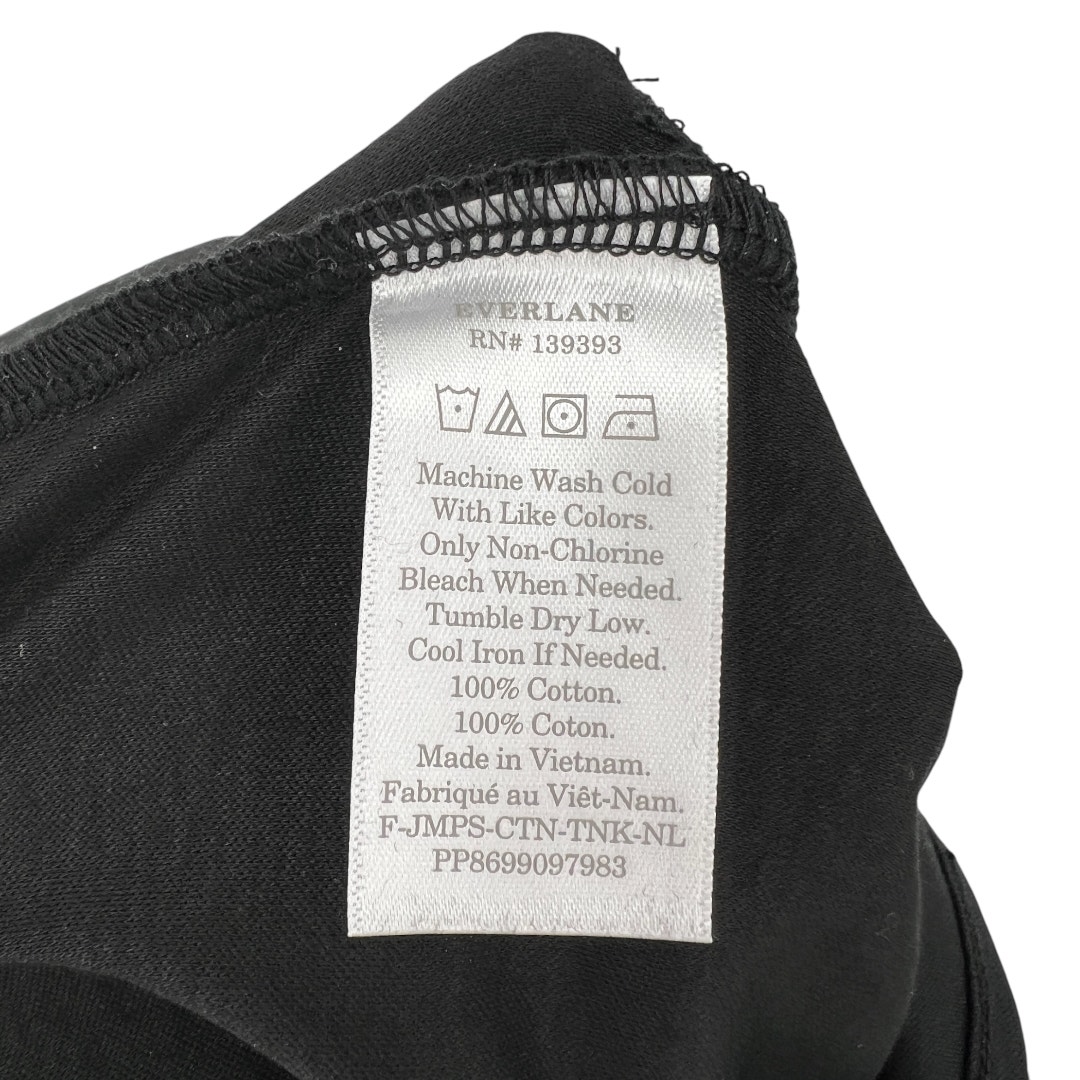 EVERLANE
RN# 139393
Machine Wash Cold
With Like Colors.
Only Non-Chlorine
Bleach When Needed.
Tumble Dry Low.
Cool Iron If Needed.
100% Cotton.
100% Coton.
Made in Vietnam.
Fabriqué au Viêt-Nam.
F-JMPS-CTN-TNK-NL
PP8699097983